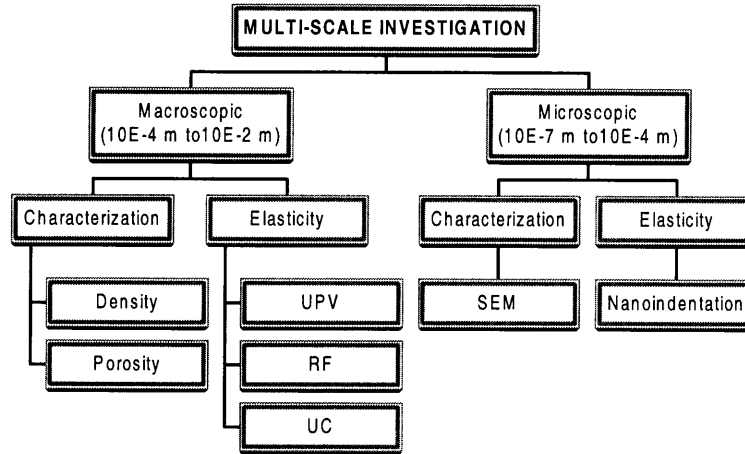 MULTI-SCALE INVESTIGATION
Macroscopic
(10E-4 m to10E-2 m)
Microscopic
(10E-7 m to10E-4 m)
Characterization
Elasticity
Characterization
Elasticity
Density
UPV
SEM
Nanoindentation
Porosity
RF
UC